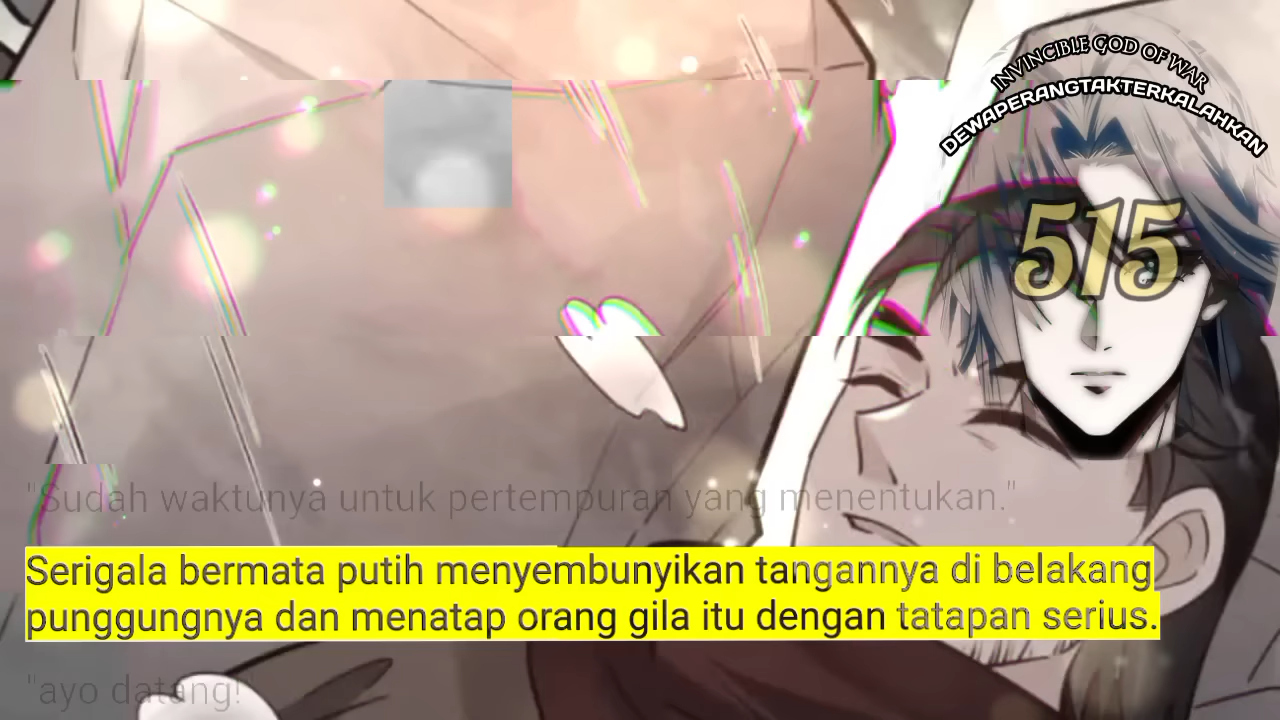 INVINCIBLE GOD OF WAR
DEWAPERANGTAKTERKALAHKAN
515
"Sudah waktunya untuk pertempuran yang menentukan."
Serigala bermata putih menyembunyikan tangannya di belakang
punggungnya dan menatap orang gila itu dengan tatapan serius.
"ayo datang!"